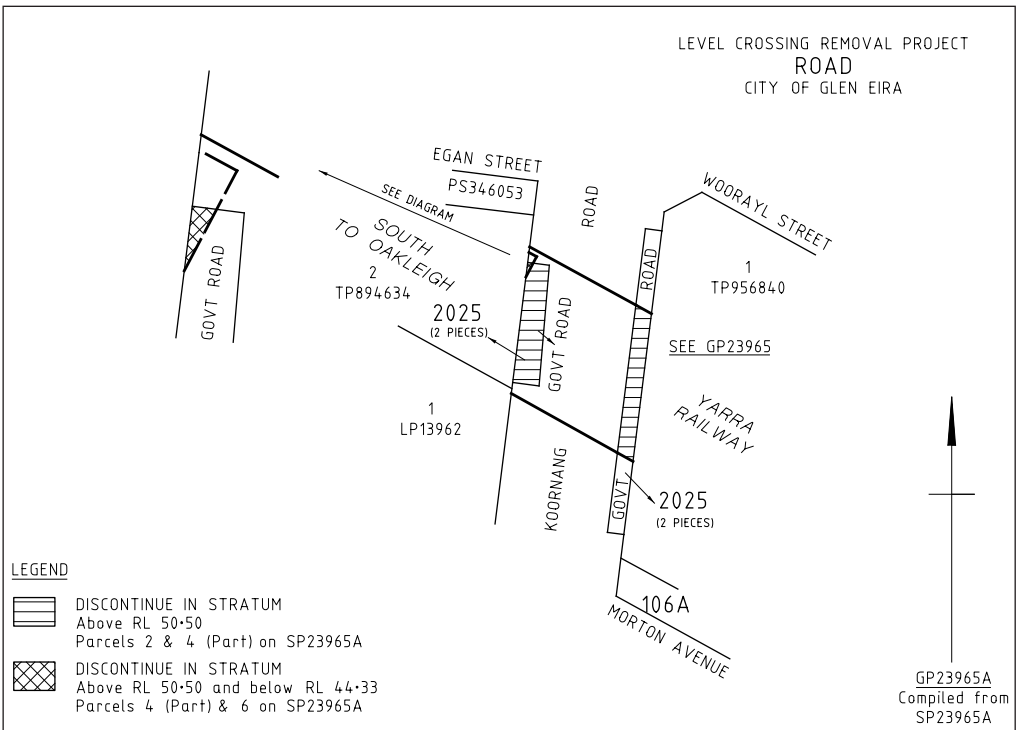 LEVEL CROSSING REMOVAL PROJECT
ROAD
CITY OF GLEN EIRA
EGAN STREET
PS346053
SEE DIAGRAM
ROAD
WOORAYL STREET
SOUTH
TO OAKLEIGH
2
TP894634
GOVT ROAD
ROAD
1
TP956840
2025
(2 PIECES)
GOVT ROAD
SEE GP23965
1
LP13962
YARRA
RAILWAY
KOORNANG
GOVT
2025
(2 PIECES)
106A
MORTON AVENUE
LEGEND
DISCONTINUE IN STRATUM
Above RL 50·50
Parcels 2 & 4 (Part) on SP23965A
DISCONTINUE IN STRATUM
Above RL 50·50 and below RL 44·33
Parcels 4 (Part) & 6 on SP23965A
GP23965A
Compiled from
SP23965A